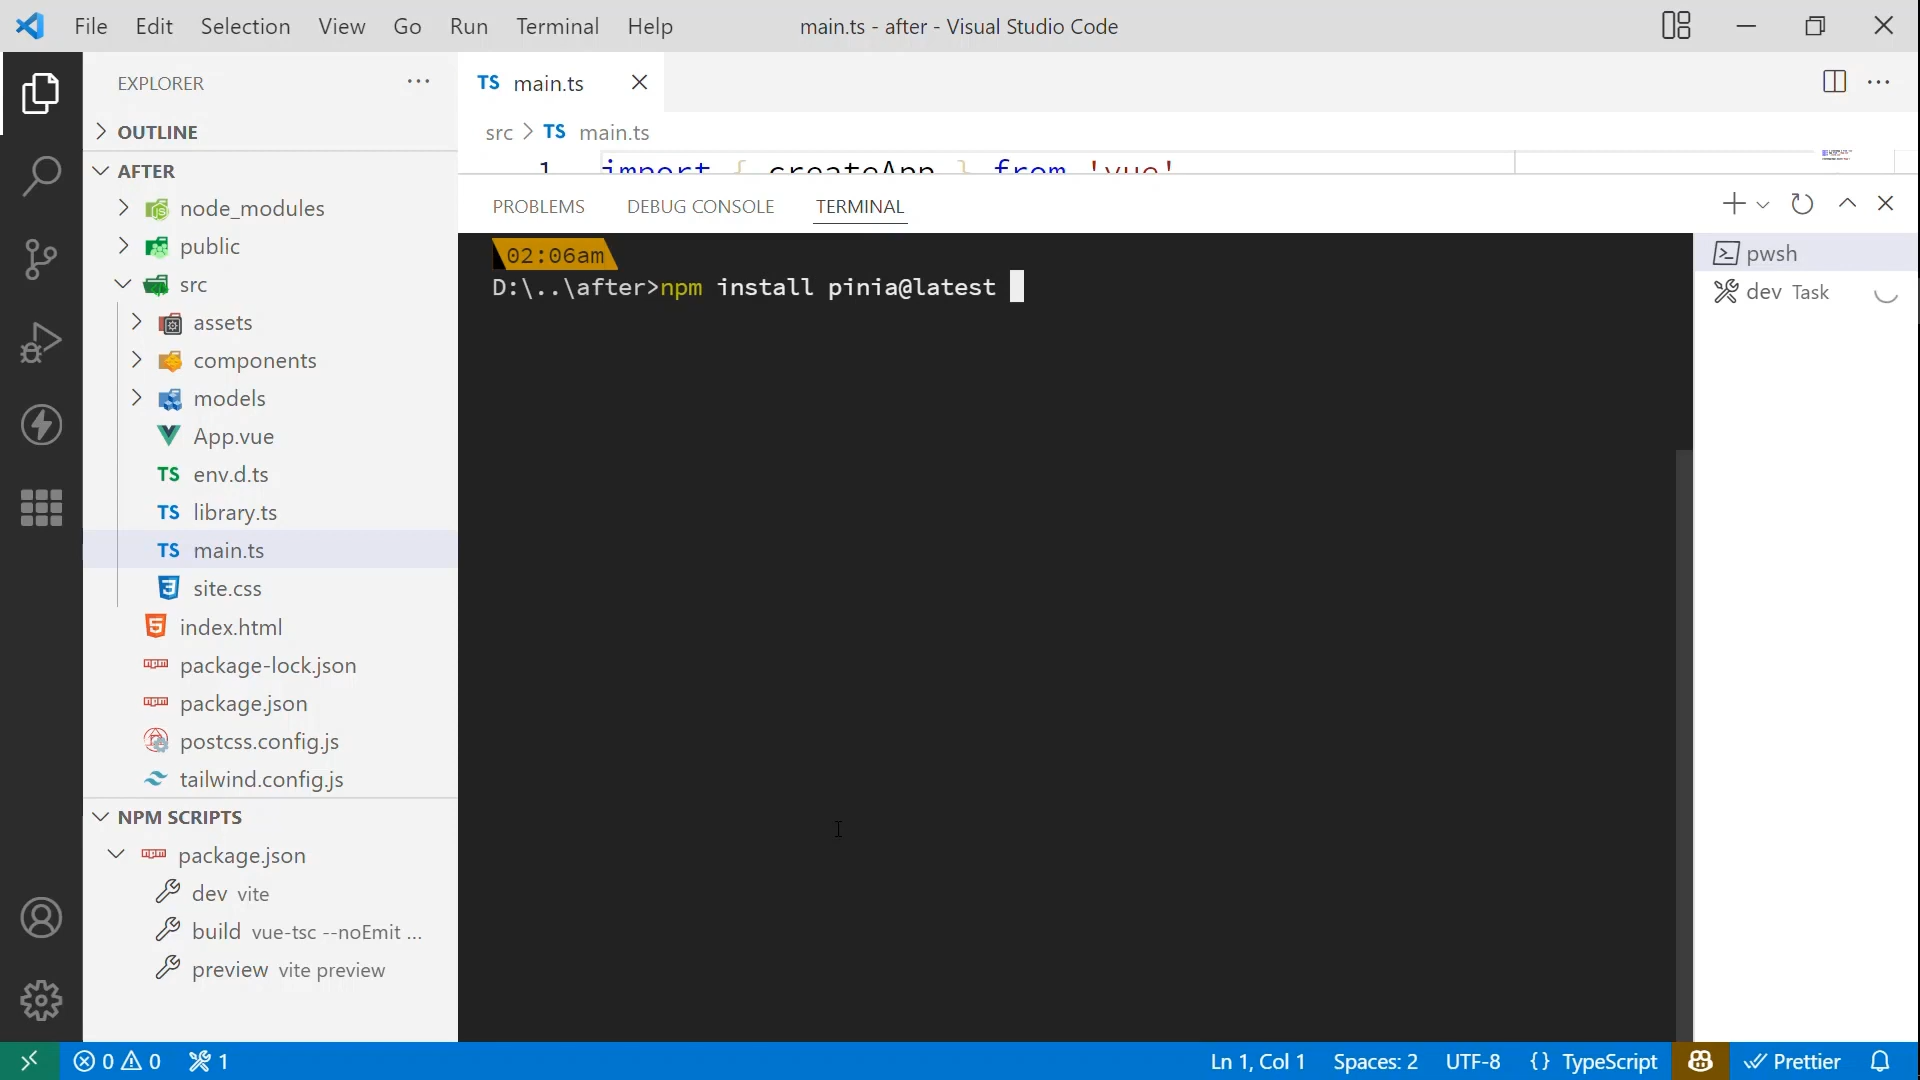 File Edit Selection View Go Run Terminal Help
main.ts - after - Visual Studio Code
EXPLORER
OUTLINE
AFTER
node_modules
public
src
assets
components
models
App.vue
TS env.d.ts
TS library.ts
TS main.ts
site.css
index.html
package-lock.json
package.json
postcss.config.js
tailwind.config.js
NPM SCRIPTS
package.json
dev vite
build vue-tsc --noEmit ...
preview vite preview
TS main.ts
src > TS main.ts
1 import { createApp } from 'vue'
PROBLEMS DEBUG CONSOLE TERMINAL
02:06am
D:\..\after>npm install pinia@latest
pwsh
dev Task
0 0 1
Ln 1, Col 1 Spaces: 2 UTF-8 {} TypeScript Prettier